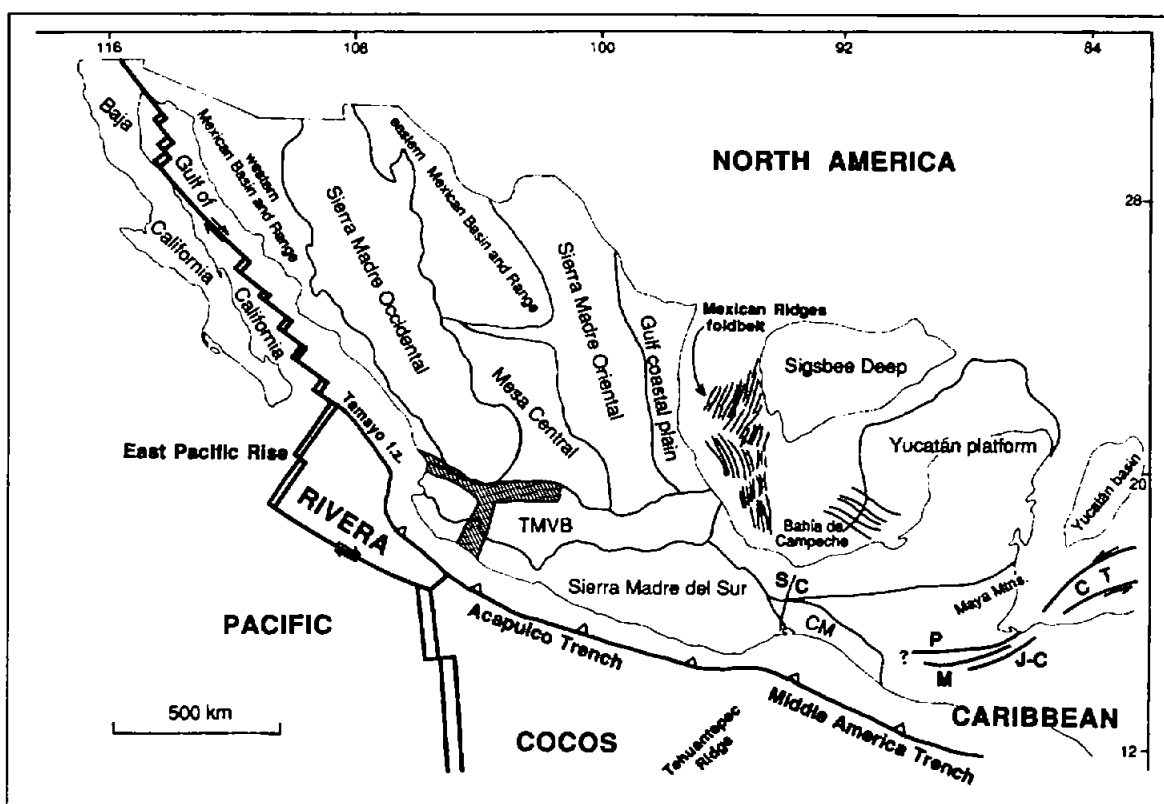 116 108 100 92 84
Baja
Gulf of
California
California
western
Mexican Basin and Range
Sierra Madre Occidental
eastern Mexican Basin and Range
NORTH AMERICA
28
Sierra Madre Oriental
Gulf coastal plain
Mexican Ridges
foldbelt
Sigsbee Deep
Mesa Central
Tamayo f.z.
East Pacific Rise
Yucatán platform
20
Yucatán basin
RIVERA
TMVB
Bahía de
Campeche
Sierra Madre del Sur
S C
CM
Maya Mtns.
C T
P
?
M
J-C
PACIFIC
Acapulco Trench
500 km
COCOS
Tehuantepec
Ridge
Middle America Trench
CARIBBEAN
12